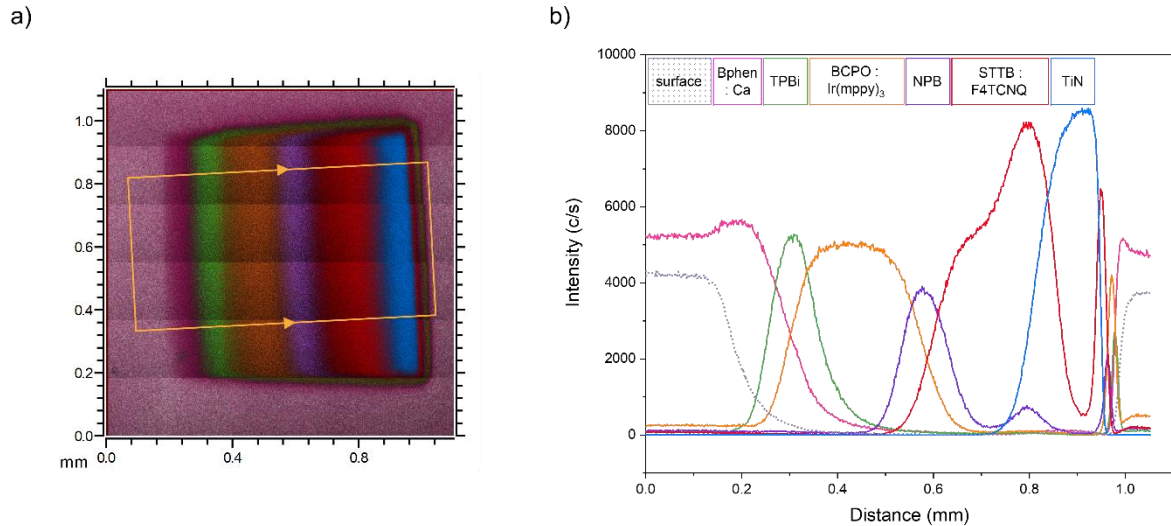 a)
1.0
0.8
0.6
0.4
0.2
0.0
mm
0.0
0.4
0.8
b)
10000
8000
6000
4000
2000
0
Intensity (c/s)
surface
Bphen
: Ca
TPBi
BCPO :
Ir(mppy)₃
NPB
STTB :
F4TCNQ
TiN
0.0
0.2
0.4
0.6
0.8
1.0
Distance (mm)